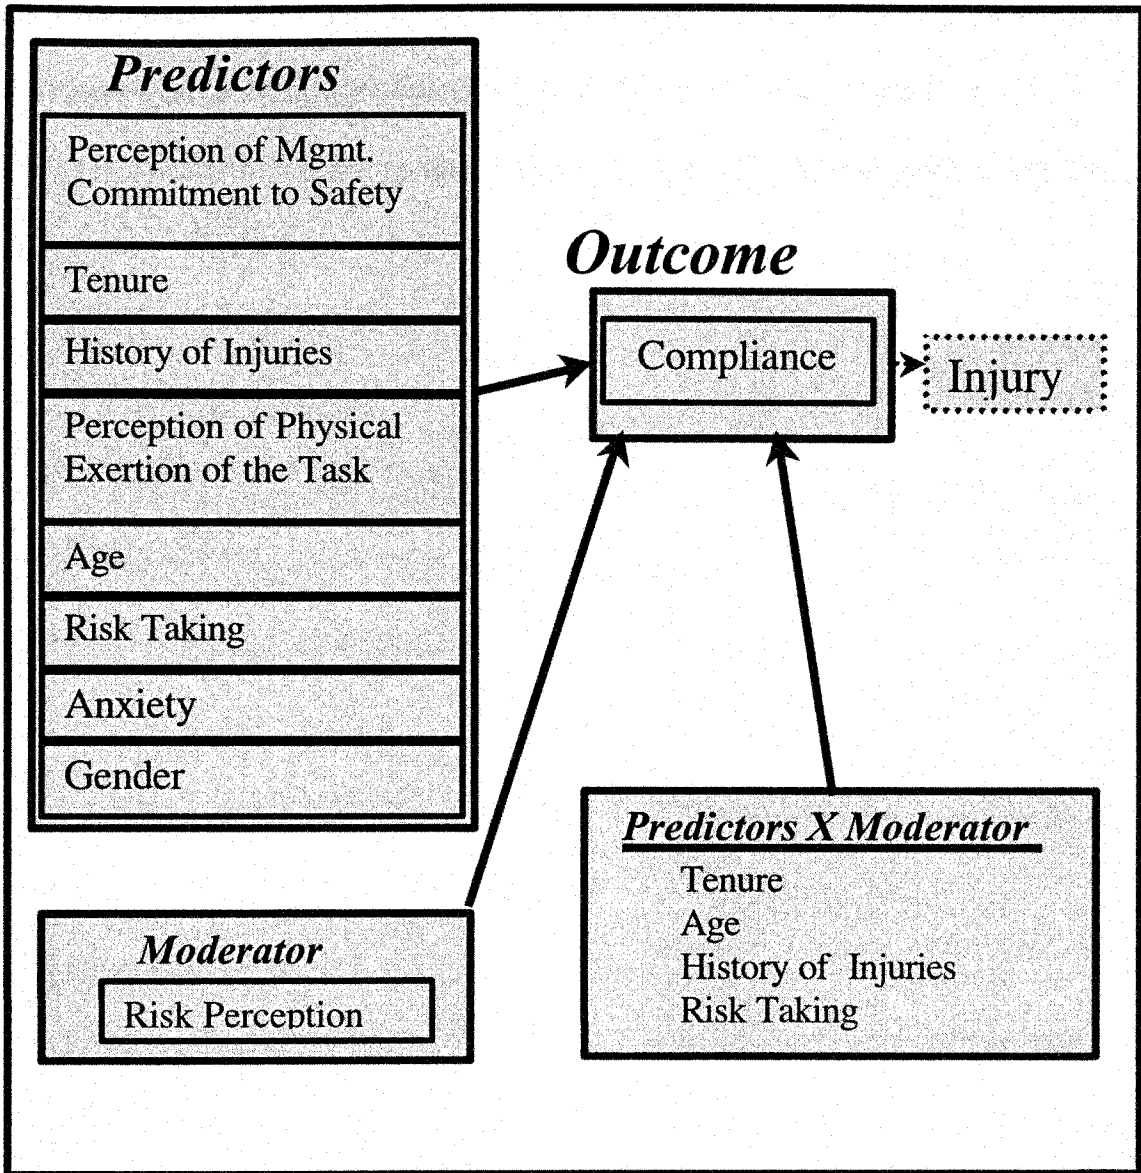 Predictors
Perception of Mgmt.
Commitment to Safety
Tenure
History of Injuries
Perception of Physical
Exertion of the Task
Age
Risk Taking
Anxiety
Gender
Outcome
Compliance
Injury
Moderator
Risk Perception
Predictors X Moderator
Tenure
Age
History of Injuries
Risk Taking